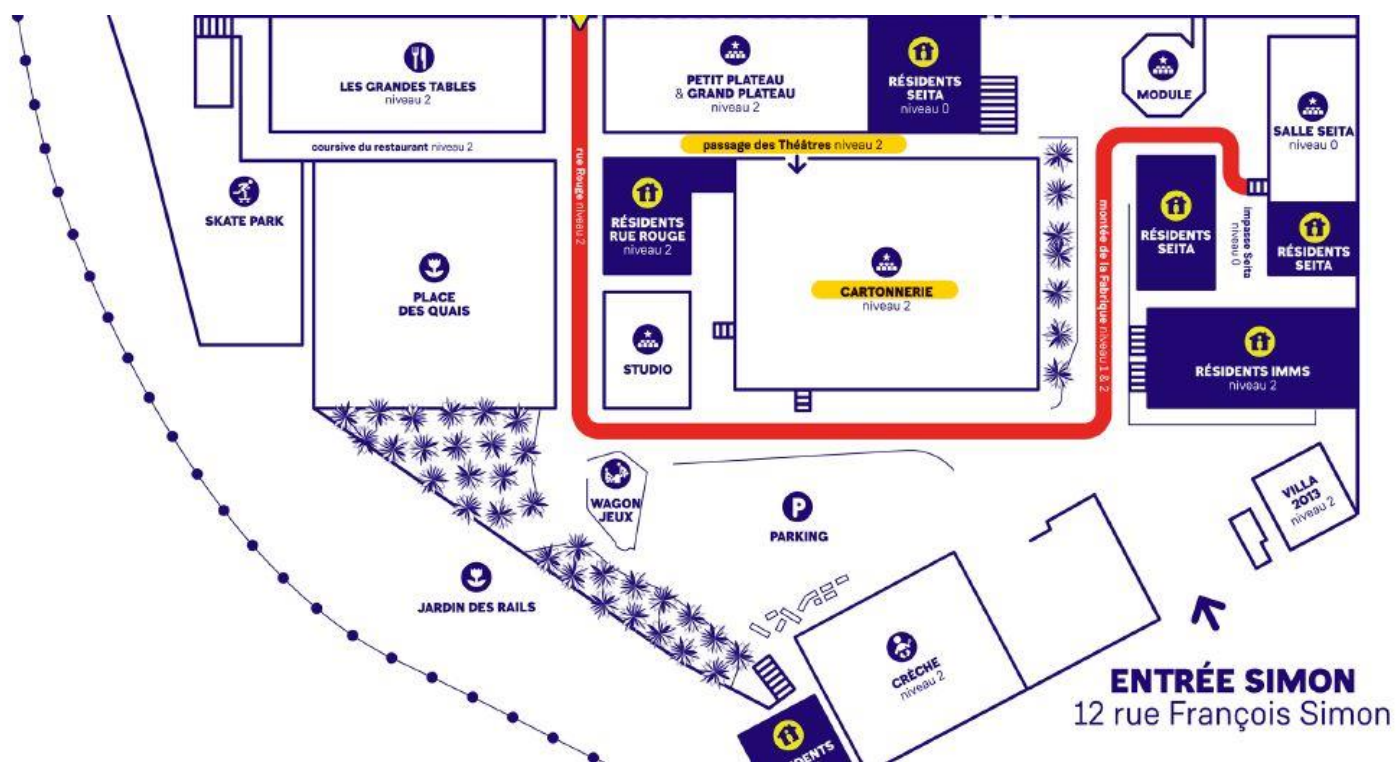 LES GRANDES TABLES
niveau 2
PETIT PLATEAU
& GRAND PLATEAU
niveau 2
RÉSIDENTS
SEITA
niveau 0
MODULE
SALLE SEITA
niveau 0
coursive du restaurant niveau 2
passage des Théâtres niveau 2
rue Rouge niveau 2
SKATE PARK
RÉSIDENTS
RUE ROUGE
niveau 2
RÉSIDENTS
SEITA
impasse Seita
niveau 0
RÉSIDENTS
SEITA
PLACE
DES QUAIS
CARTONNERIE
niveau 2
montée de la Fabrique niveau 1 & 2
STUDIO
RÉSIDENTS IMMS
niveau 2
WAGON
JEUX
P
PARKING
VILLA
2013
niveau 2
JARDIN DES RAILS
CRÈCHE
niveau 2
ENTRÉE SIMON
12 rue François Simon